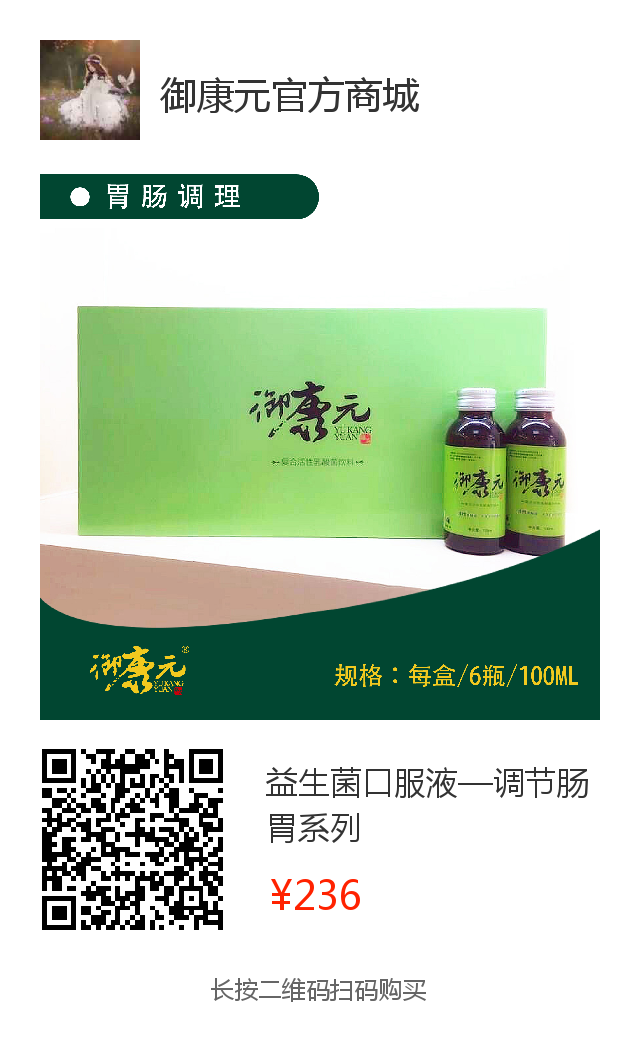 御康元官方商城
胃肠调理
御康元
YU KANG
YUAN
复合活性乳酸菌饮料
御康元
御康元
御康元®
YU KANG
YUAN
规格：每盒/6瓶/100ML
益生菌口服液—调节肠
胃系列
¥236
长按二维码扫码购买